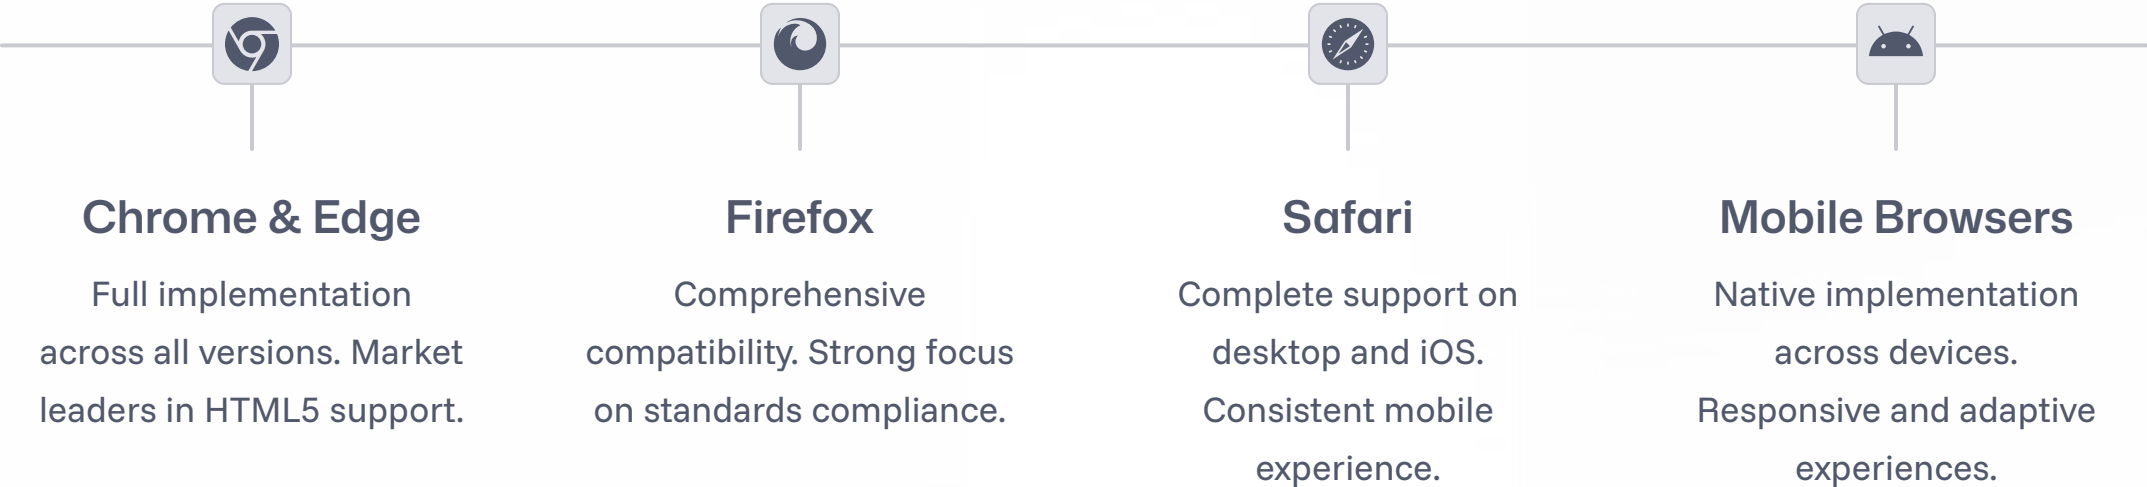 Chrome & Edge
Full implementation
across all versions. Market
leaders in HTML5 support.
Firefox
Comprehensive
compatibility. Strong focus
on standards compliance.
Safari
Complete support on
desktop and iOS.
Consistent mobile
experience.
Mobile Browsers
Native implementation
across devices.
Responsive and adaptive
experiences.